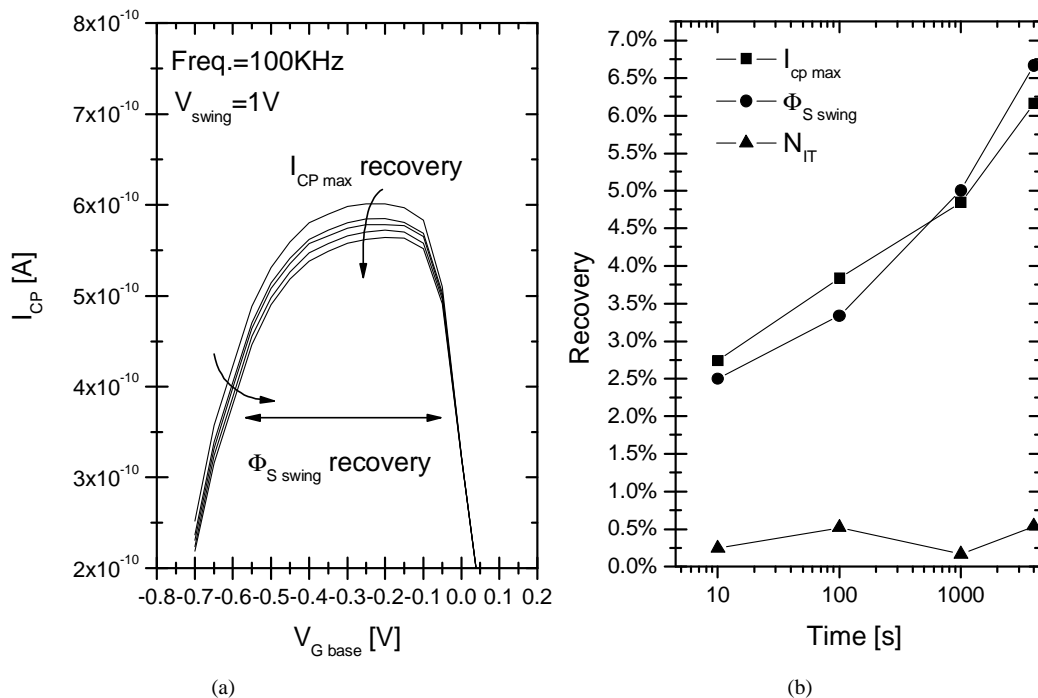 8x10⁻¹⁰
7x10⁻¹⁰
6x10⁻¹⁰
5x10⁻¹⁰
4x10⁻¹⁰
3x10⁻¹⁰
2x10⁻¹⁰
I_CP [A]
Freq.=100KHz
V_swing=1V
I_CP max recovery
Φ_S swing recovery
-0.8 -0.7 -0.6 -0.5 -0.4 -0.3 -0.2 -0.1 0.0 0.1 0.2
V_G base [V]
(a)
7.0%
6.5%
6.0%
5.5%
5.0%
4.5%
4.0%
3.5%
3.0%
2.5%
2.0%
1.5%
1.0%
0.5%
0.0%
Recovery
I_cp max
Φ_S swing
N_IT
10 100 1000
Time [s]
(b)